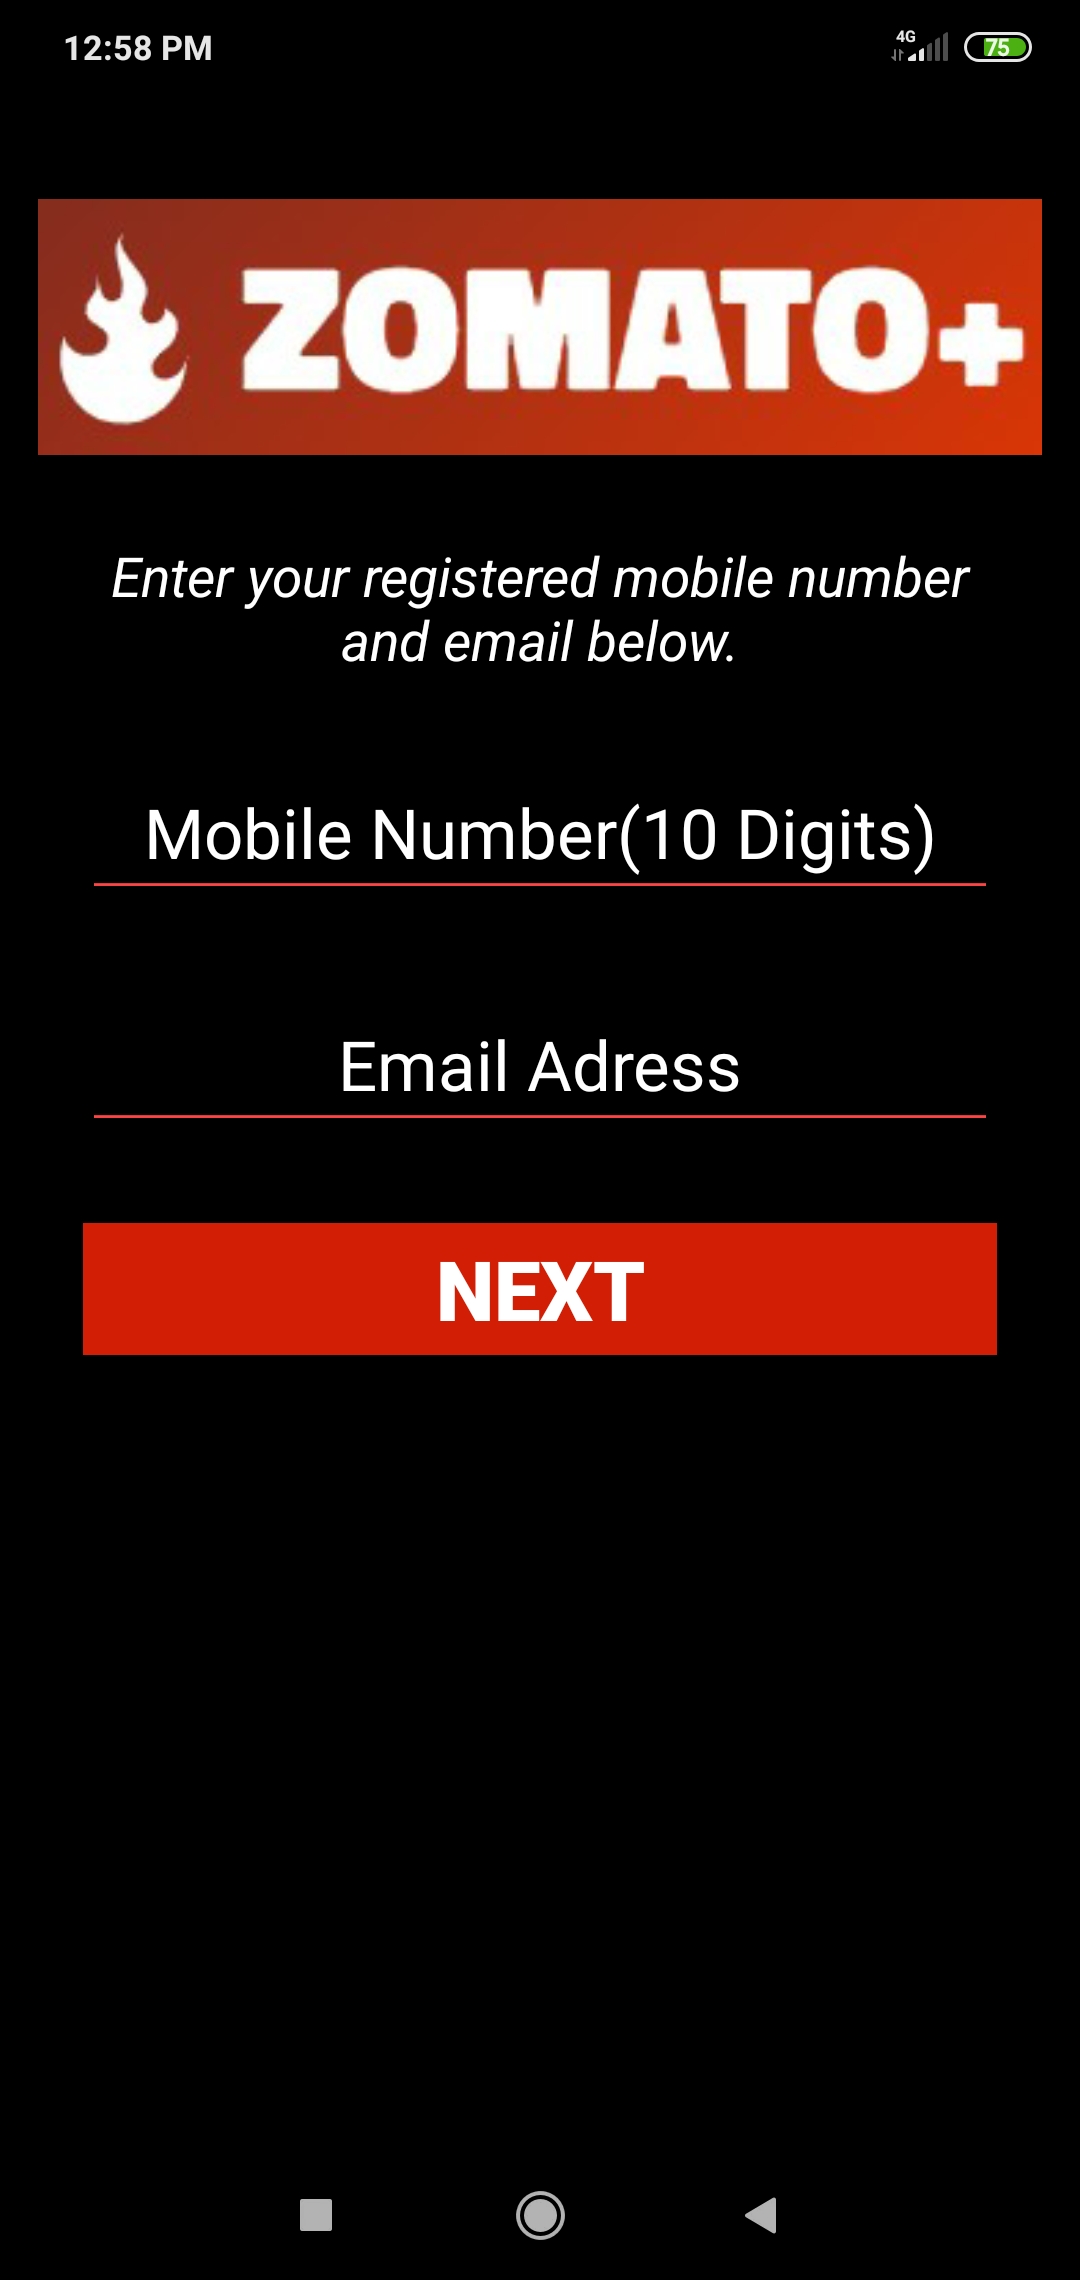 12:58 PM 4G 75
ZOMATO+
Enter your registered mobile number
and email below.
Mobile Number(10 Digits)
Email Adress
NEXT